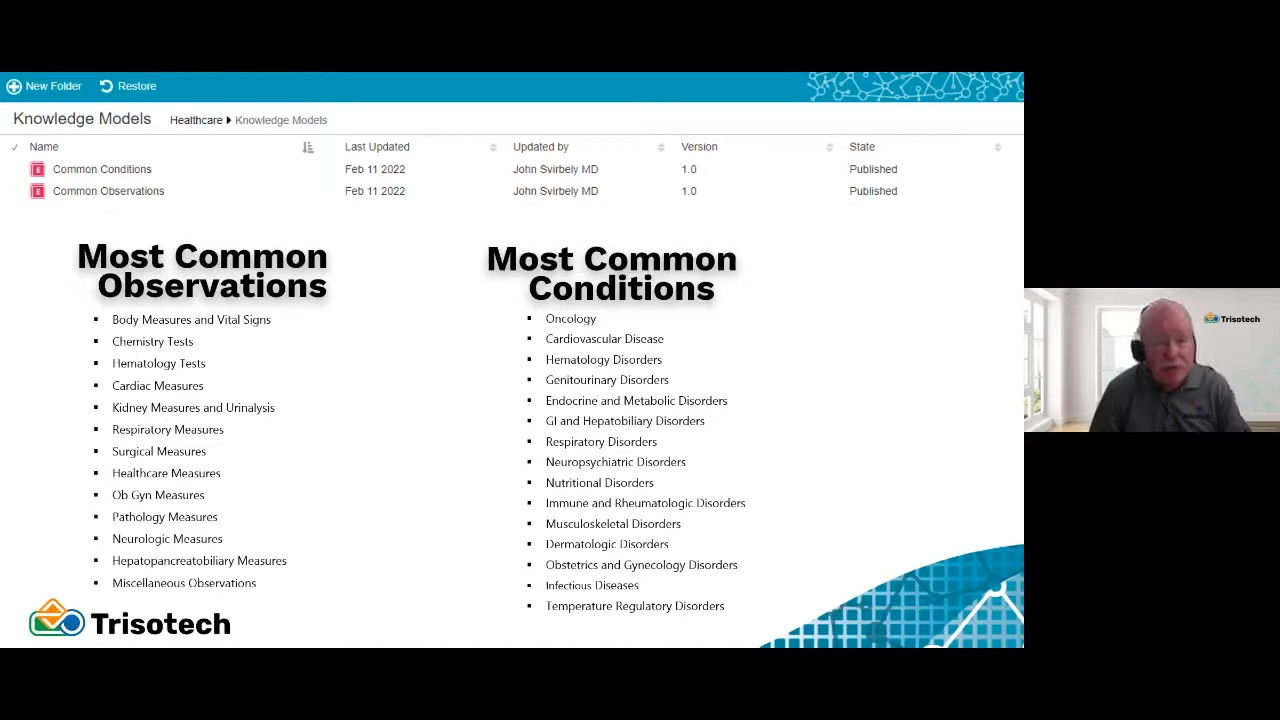 New Folder Restore
Knowledge Models Healthcare Knowledge Models
Name Last Updated Updated by Version State
Common Conditions Feb 11 2022 John Svirbely MD 1.0 Published
Common Observations Feb 11 2022 John Svirbely MD 1.0 Published
Most Common
Observations
Body Measures and Vital Signs
Chemistry Tests
Hematology Tests
Cardiac Measures
Kidney Measures and Urinalysis
Respiratory Measures
Surgical Measures
Healthcare Measures
Ob Gyn Measures
Pathology Measures
Neurologic Measures
Hepatopancreatobiliary Measures
Miscellaneous Observations
Most Common
Conditions
Oncology
Cardiovascular Disease
Hematology Disorders
Genitourinary Disorders
Endocrine and Metabolic Disorders
GI and Hepatobiliary Disorders
Respiratory Disorders
Neuropsychiatric Disorders
Nutritional Disorders
Immune and Rheumatologic Disorders
Musculoskeletal Disorders
Dermatologic Disorders
Obstetrics and Gynecology Disorders
Infectious Diseases
Temperature Regulatory Disorders
Trisotech
Trisotech